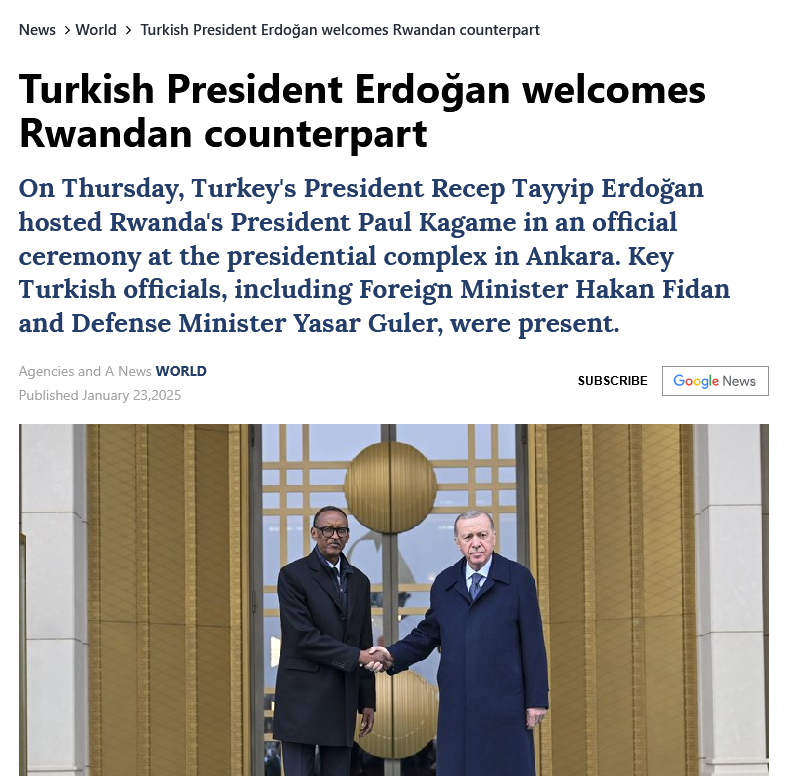 News > World > Turkish President Erdoğan welcomes Rwandan counterpart
Turkish President Erdoğan welcomes
Rwandan counterpart
On Thursday, Turkey's President Recep Tayyip Erdoğan
hosted Rwanda's President Paul Kagame in an official
ceremony at the presidential complex in Ankara. Key
Turkish officials, including Foreign Minister Hakan Fidan
and Defense Minister Yasar Guler, were present.
Agencies and A News WORLD
Published January 23,2025
SUBSCRIBE Google News